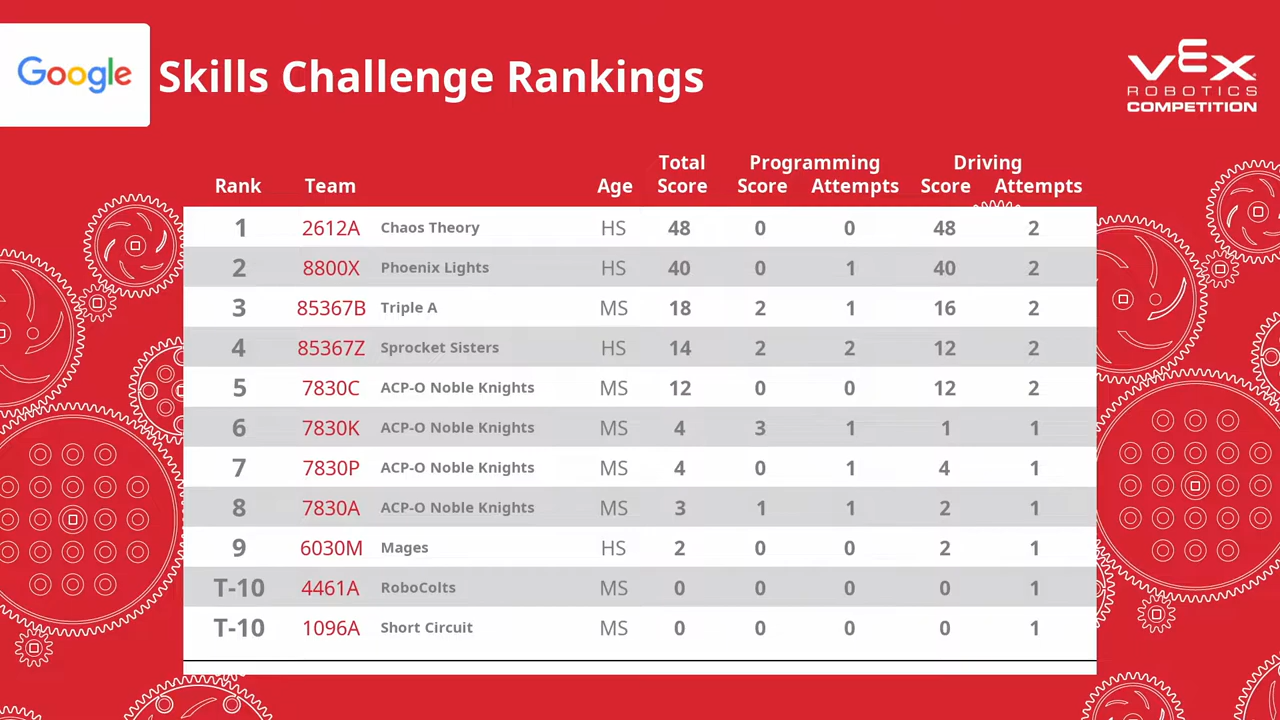 Google Skills Challenge Rankings
VEX
ROBOTICS
COMPETITION
Total Programming Driving
Rank Team Age Score Score Attempts Score Attempts
1 2612A Chaos Theory HS 48 0 0 48 2
2 8800X Phoenix Lights HS 40 0 1 40 2
3 85367B Triple A MS 18 2 1 16 2
4 85367Z Sprocket Sisters HS 14 2 2 12 2
5 7830C ACP-O Noble Knights MS 12 0 0 12 2
6 7830K ACP-O Noble Knights MS 4 3 1 1 1
7 7830P ACP-O Noble Knights MS 4 0 1 4 1
8 7830A ACP-O Noble Knights MS 3 1 1 2 1
9 6030M Mages HS 2 0 0 2 1
T-10 4461A RoboColts MS 0 0 0 0 1
T-10 1096A Short Circuit MS 0 0 0 0 1